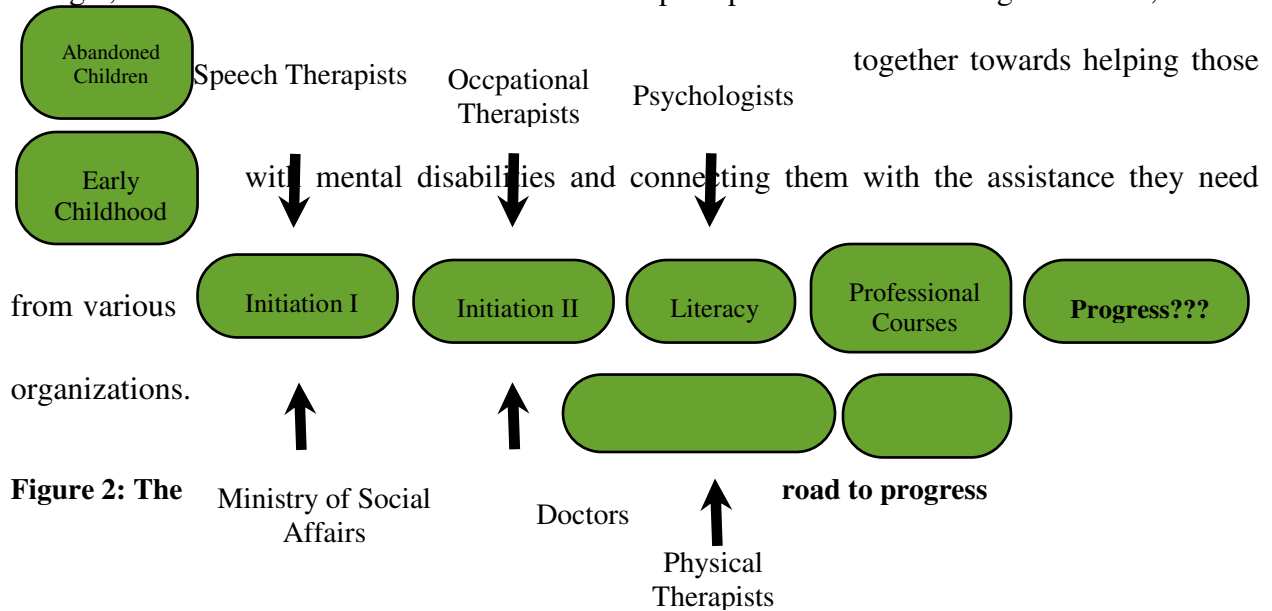 Abandoned
Children
Speech Therapists
Occpational
Therapists
Psychologists
together towards helping those
Early
Childhood
with mental disabilities and connecting them with the assistance they need
from various
Initiation I
Initiation II
Literacy
Professional
Courses
Progress???
organizations.
Figure 2: The
road to progress
Ministry of Social
Affairs
Doctors
Physical
Therapists